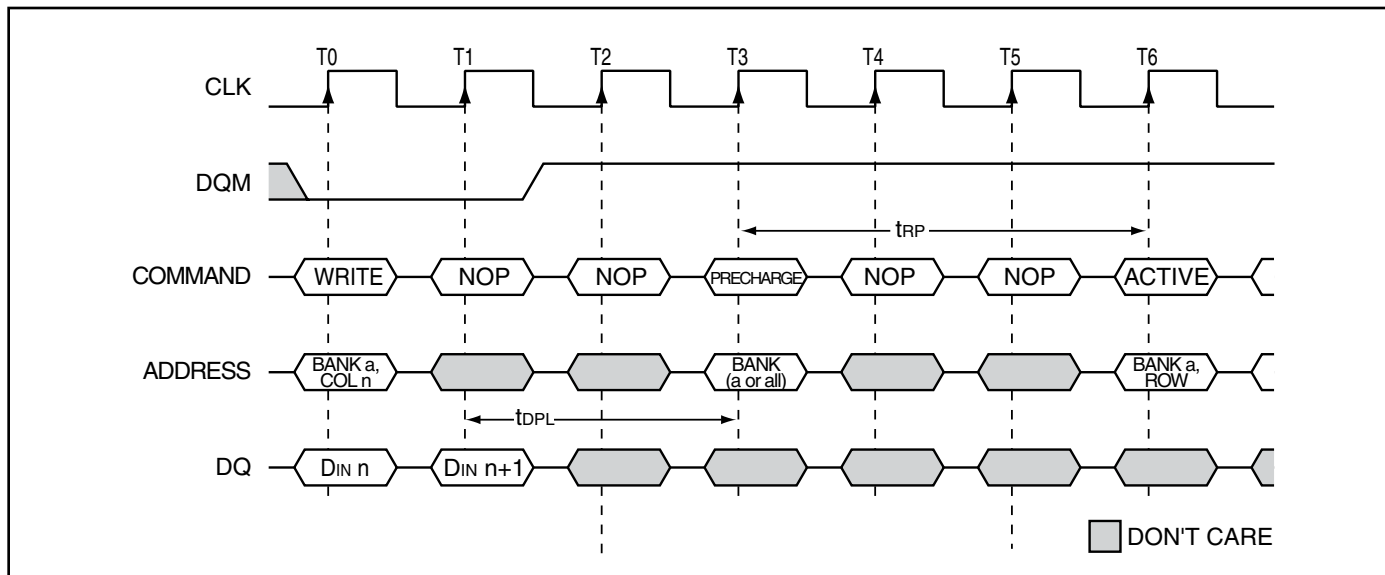 T0 T1 T2 T3 T4 T5 T6
CLK
DQM
tRP
COMMAND WRITE NOP NOP PRECHARGE NOP NOP ACTIVE
ADDRESS BANK a, COL n BANK (a or all) BANK a, ROW
tDPL
DQ DIN n DIN n+1
DON'T CARE